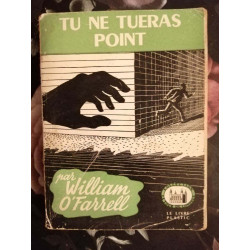 TU NE TUERAS
POINT
par
William
O'Farrell
LE LIVRE
PLASTIC